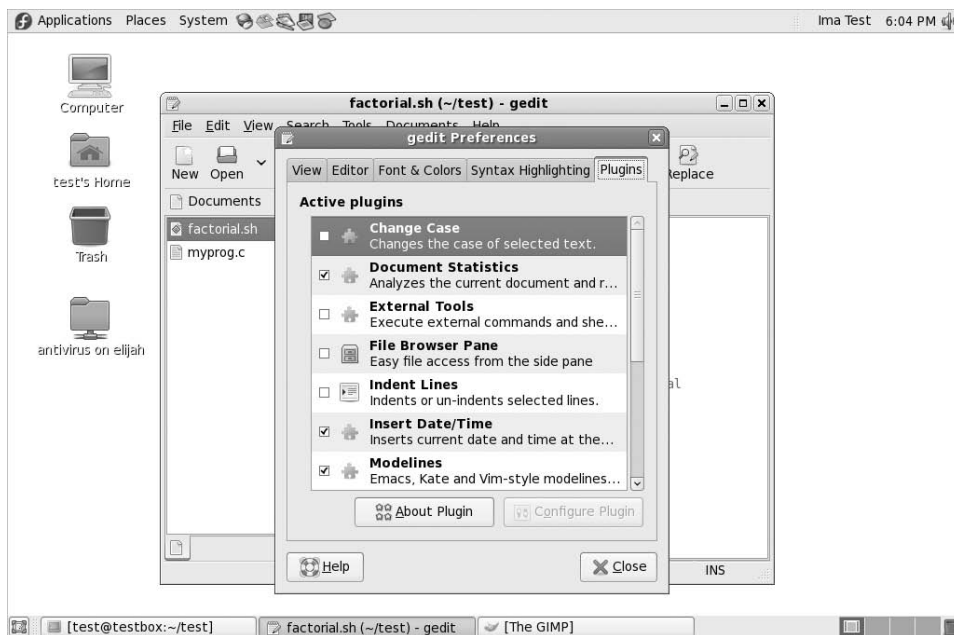 Applications Places System Ima Test 6:04 PM
Computer
test's Home
Trash
antivirus on elijah
factorial.sh (~/test) - gedit
File Edit View Search Tools Documents Help
New Open Replace
Documents
factorial.sh
myprog.c
gedit Preferences
View Editor Font & Colors Syntax Highlighting Plugins
Active plugins
Change Case
Changes the case of selected text.
Document Statistics
Analyzes the current document and r...
External Tools
Execute external commands and she...
File Browser Pane
Easy file access from the side pane
Indent Lines
Indents or un-indents selected lines.
Insert Date/Time
Inserts current date and time at the...
Modelines
Emacs, Kate and Vim-style modelines...
About Plugin Configure Plugin
Help Close
al
INS
[test@testbox:~/test] factorial.sh (~/test) - gedit [The GIMP]